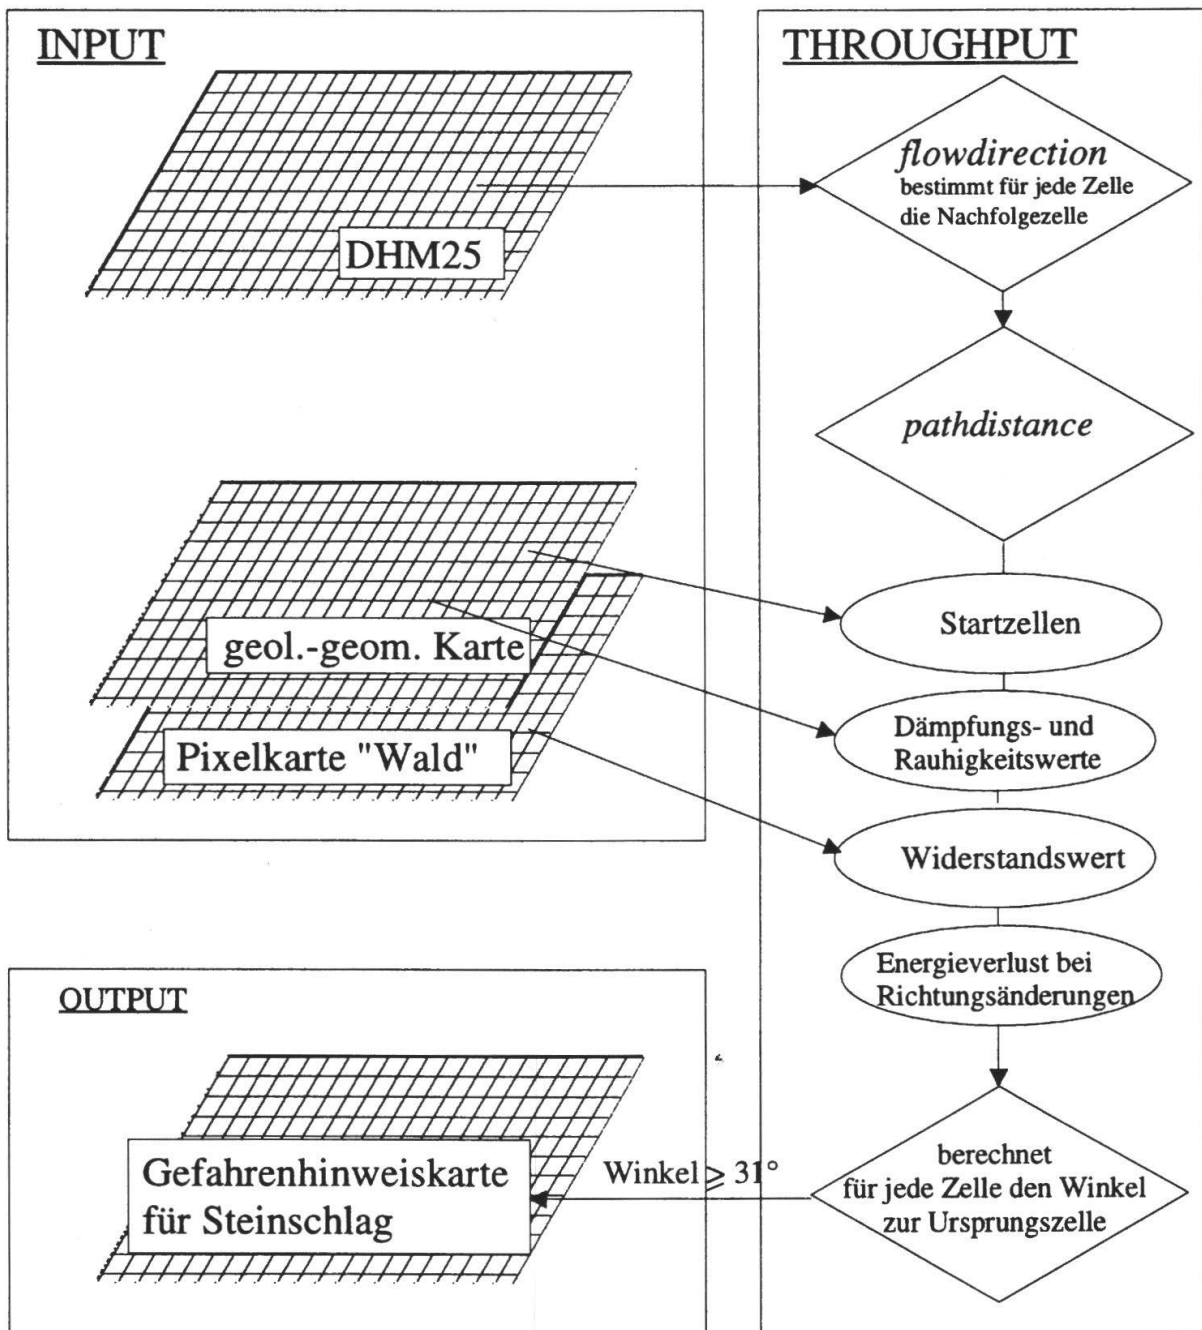 INPUT
DHM25
geol.-geom. Karte
Pixelkarte "Wald"
THROUGHPUT
flowdirection
bestimmt für jede Zelle
die Nachfolgezelle
pathdistance
Startzellen
Dämpfungs- und
Rauhigkeitswerte
Widerstandswert
Energieverlust bei
Richtungsänderungen
berechnet
für jede Zelle den Winkel
zur Ursprungszelle
Winkel ≥ 31°
OUTPUT
Gefahrenhinweiskarte
für Steinschlag